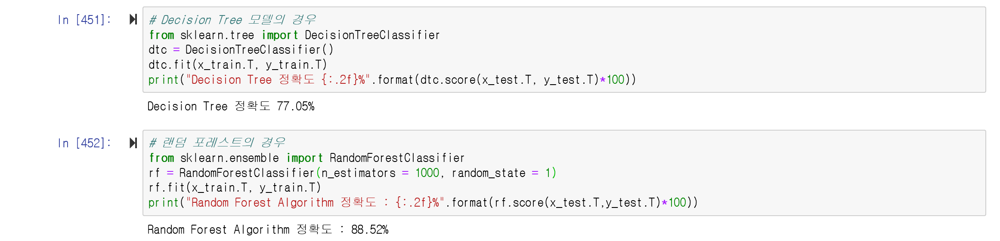 In [451]:
# Decision Tree 모델의 경우
from sklearn.tree import DecisionTreeClassifier
dtc = DecisionTreeClassifier()
dtc.fit(x_train.T, y_train.T)
print("Decision Tree 정확도 {:.2f}%".format(dtc.score(x_test.T, y_test.T)*100))
Decision Tree 정확도 77.05%
In [452]:
# 랜덤 포레스트의 경우
from sklearn.ensemble import RandomForestClassifier
rf = RandomForestClassifier(n_estimators = 1000, random_state = 1)
rf.fit(x_train.T, y_train.T)
print("Random Forest Algorithm 정확도 : {:.2f}%".format(rf.score(x_test.T,y_test.T)*100))
Random Forest Algorithm 정확도 : 88.52%